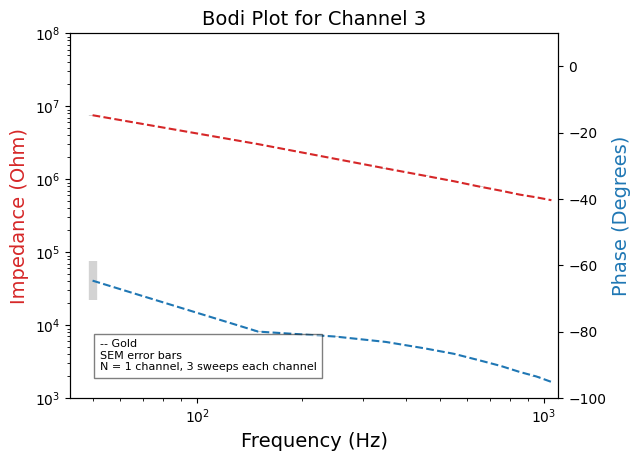 Bodi Plot for Channel 3
Impedance (Ohm)
10^8
10^7
10^6
10^5
10^4
10^3
-- Gold
SEM error bars
N = 1 channel, 3 sweeps each channel
10^2
10^3
Frequency (Hz)
0
−20
−40
−60
−80
−100
Phase (Degrees)